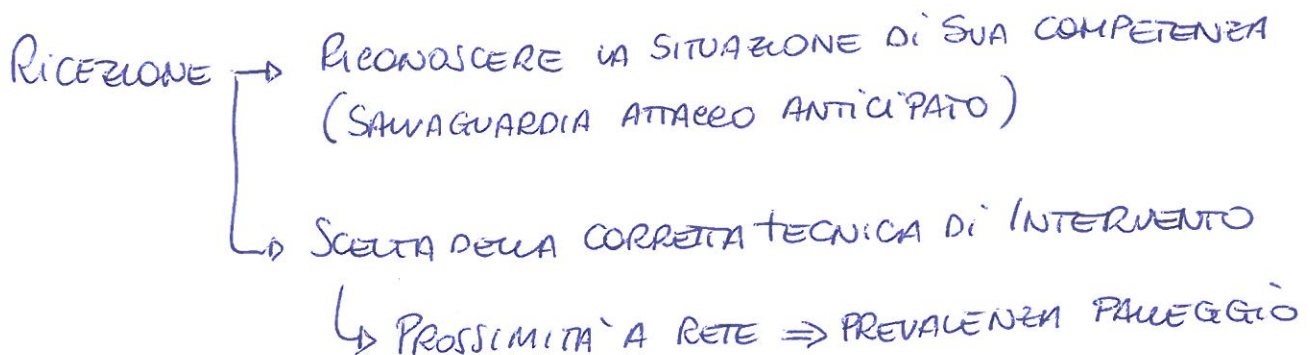 RICEZIONE → RICONOSCERE LA SITUAZIONE Di SUA COMPETENZA
(SALVAGUARDIA ATTACCO ANTICIPATO)
↳ SCELTA DELLA CORRETTA TECNICA Di INTERVENTO
↳ PROSSIMITA' A RETE ⇒ PREVALENZA PALLEGGIO